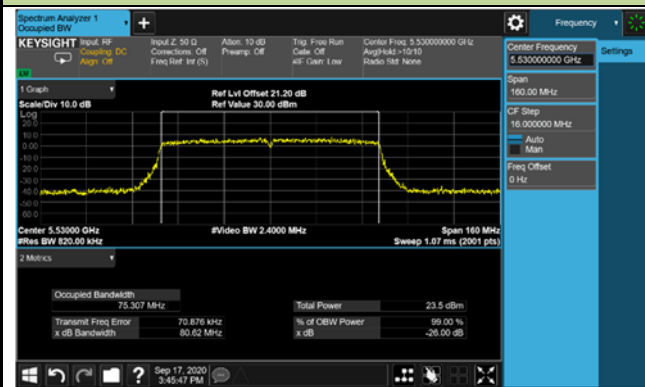 Spectrum Analyzer 1
Occupied BW
Frequency
KEYSIGHT
Input: RF
Coupling: DC
Align: Off
Input Z: 50 Ω
Corrections: Off
Freq Ref: Int (S)
Atten: 10 dB
Preamp: Off
Trig: Free Run
Gate: Off
#IF Gain: Low
Center Freq: 5.530000000 GHz
Avg|Hold:>10/10
Radio Std: None
Center Frequency
5.530000000 GHz
Settings
Span
160.00 MHz
CF Step
16.000000 MHz
Auto
Man
Freq Offset
0 Hz
1 Graph
Scale/Div 10.0 dB
Ref Lvl Offset 21.20 dB
Ref Value 30.00 dBm
Log
20.0
10.0
0.00
-10.0
-20.0
-30.0
-40.0
-50.0
-60.0
Center 5.53000 GHz
#Res BW 820.00 kHz
#Video BW 2.4000 MHz
Span 160 MHz
Sweep 1.07 ms (2001 pts)
2 Metrics
Occupied Bandwidth
75.307 MHz
Total Power 23.5 dBm
Transmit Freq Error 70.876 kHz
% of OBW Power 99.00 %
x dB Bandwidth 80.62 MHz
x dB -26.00 dB
Sep 17, 2020
3:45:47 PM